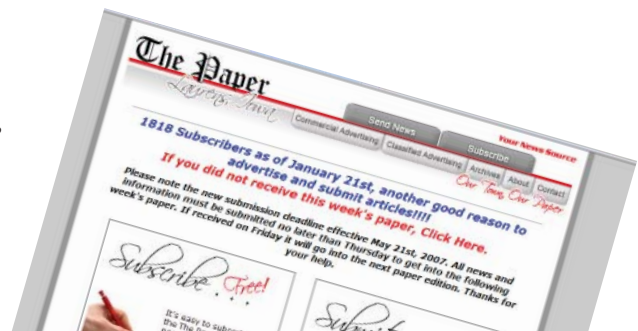 The Paper
Laurens, Iowa
Your News Source
Send News
Subscribe
Commercial Advertising
Classified Advertising
Archives
About
Contact
Our Town, Our Paper
1818 Subscribers as of January 21st, another good reason to
advertise and submit articles!!!!
If you did not receive this week's paper, Click Here.
Please note the new submission deadline effective May 21st, 2007. All news and
information must be submitted no later than Thursday to get into the following
week's paper. If received on Friday it will go into the next paper edition. Thanks for
your help.
Subscribe . . . Free!
It's easy to
the The